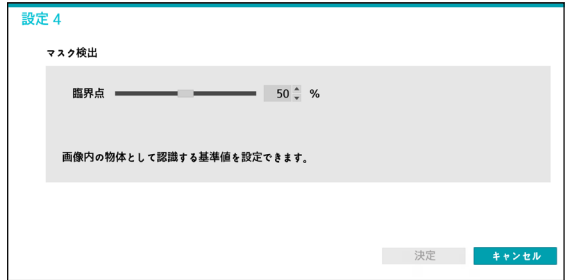 設定 4
マスク検出
臨界点 50 %
画像内の物体として認識する基準値を設定できます。
決定 キャンセル